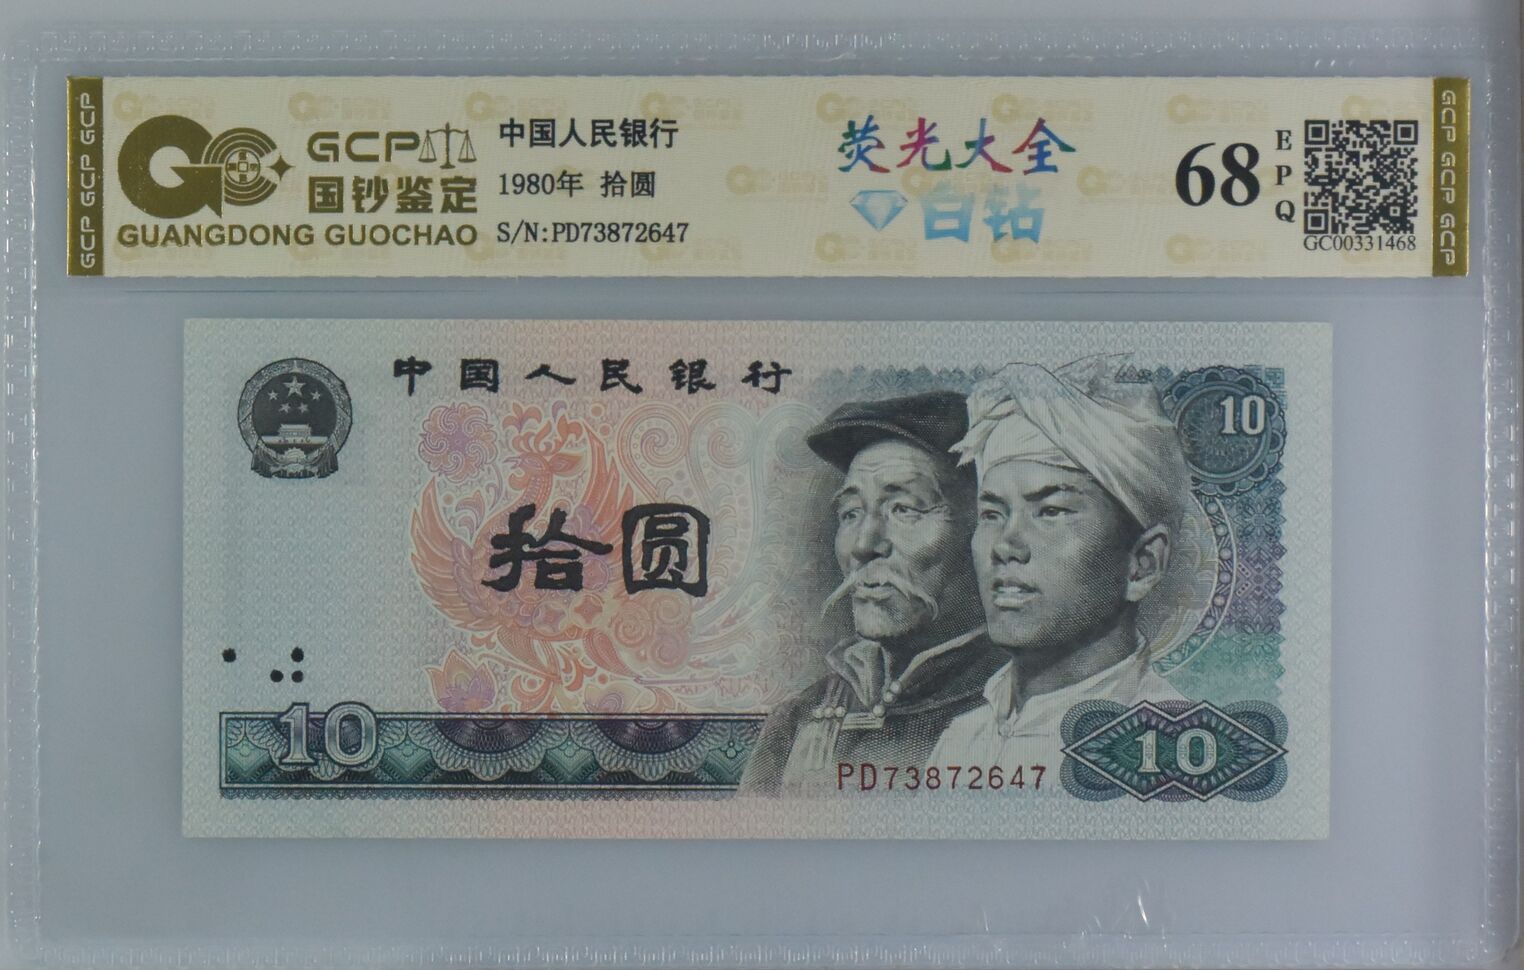 GCP GCP GCP
GCP
国钞鉴定
GUANGDONG GUOCHAO
中国人民银行
1980年 拾圆
S/N:PD73872647
荧光大全
白钻
68
EPQ
GC00331468
GCP GCP GCP
中国人民银行
10
拾圆
10
PD73872647
10